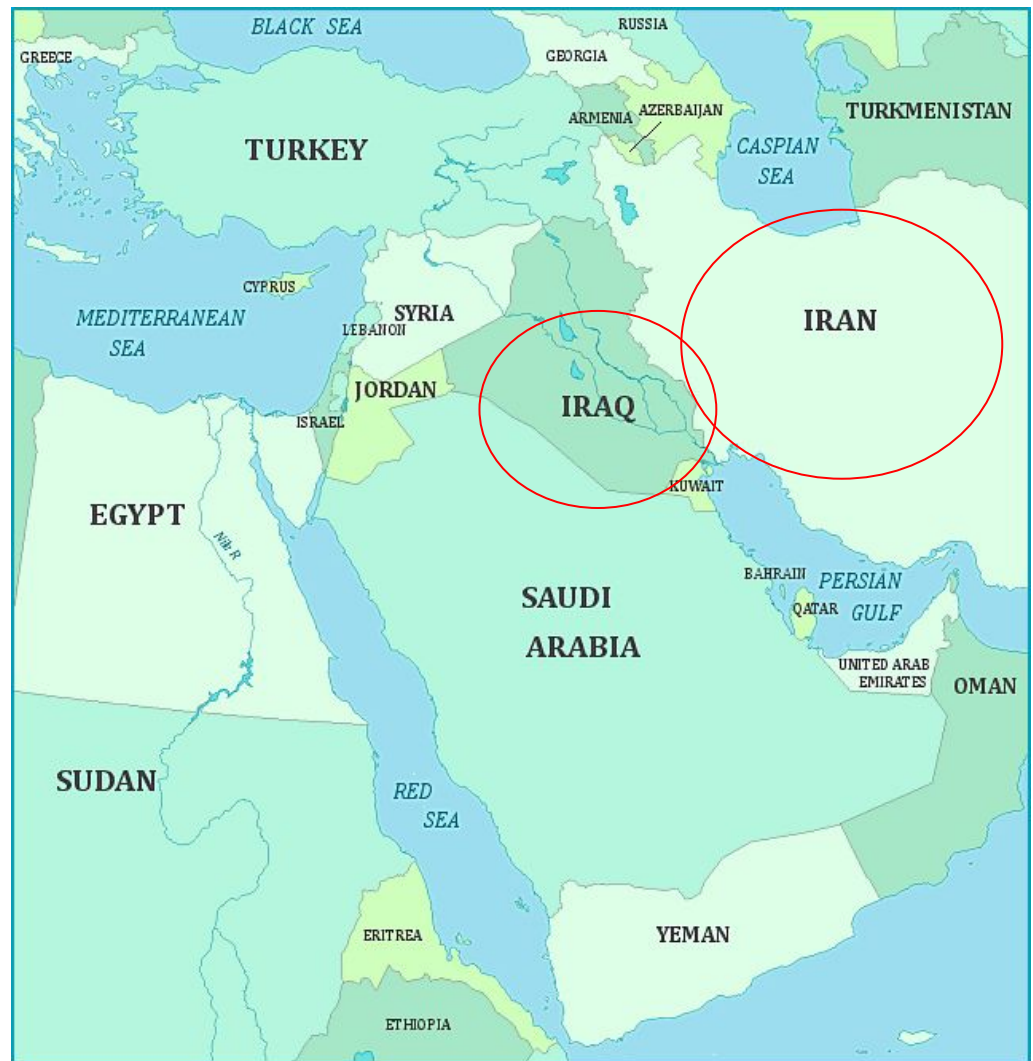 BLACK SEA
RUSSIA
GREECE
GEORGIA
TURKMENISTAN
ARMENIA
AZERBAIJAN
TURKEY
CASPIAN
SEA
CYPRUS
SYRIA
IRAN
MEDITERRANEAN
SEA
LEBANON
JORDAN
IRAQ
ISRAEL
KUWAIT
EGYPT
Nile R
BAHRAIN
PERSIAN
GULF
QATAR
SAUDI
ARABIA
UNITED ARAB
EMIRATES
OMAN
SUDAN
RED
SEA
ERITREA
YEMAN
ETHIOPIA